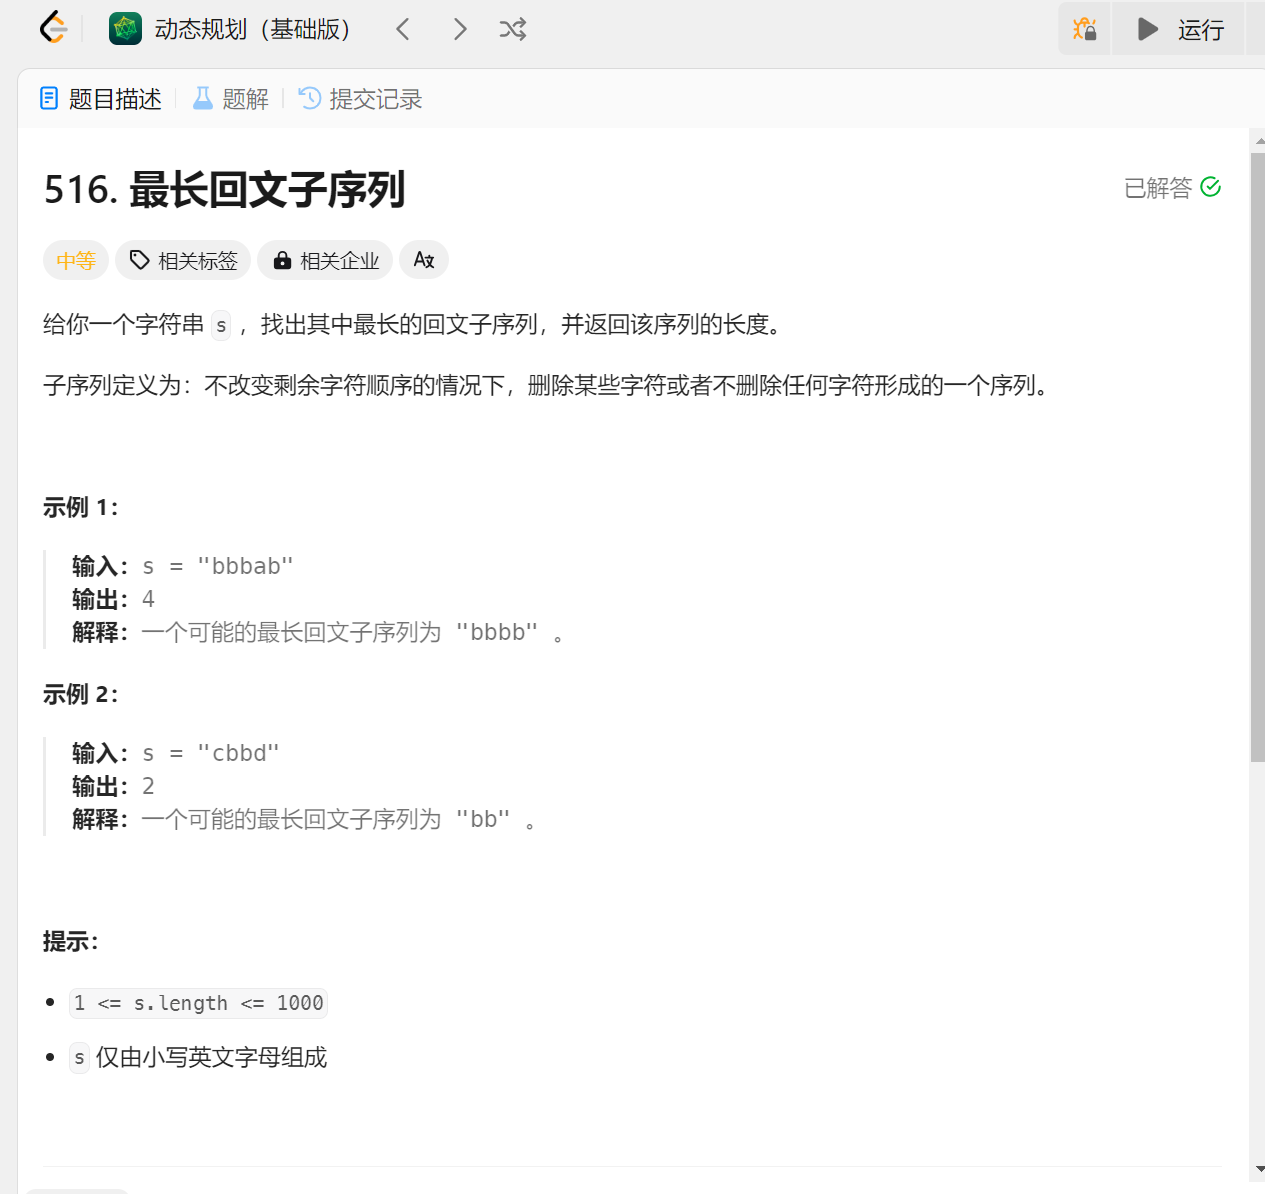 动态规划（基础版）
运行
题目描述
题解
提交记录
516. 最长回文子序列
已解答
中等
相关标签
相关企业
给你一个字符串 s ，找出其中最长的回文子序列，并返回该序列的长度。
子序列定义为：不改变剩余字符顺序的情况下，删除某些字符或者不删除任何字符形成的一个序列。
示例 1：
输入：s = "bbbab"
输出：4
解释：一个可能的最长回文子序列为 "bbbb" 。
示例 2：
输入：s = "cbbd"
输出：2
解释：一个可能的最长回文子序列为 "bb" 。
提示：
1 <= s.length <= 1000
s 仅由小写英文字母组成